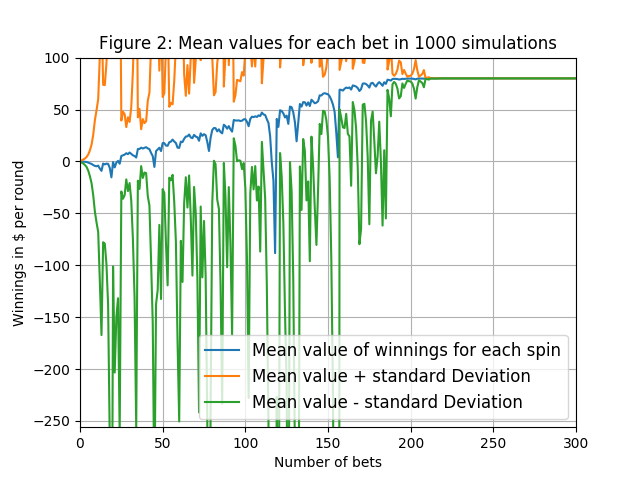 Figure 2: Mean values for each bet in 1000 simulations
100
50
0
−50
−100
−150
−200
−250
Winnings in $ per round
Mean value of winnings for each spin
Mean value + standard Deviation
Mean value - standard Deviation
0 50 100 150 200 250 300
Number of bets